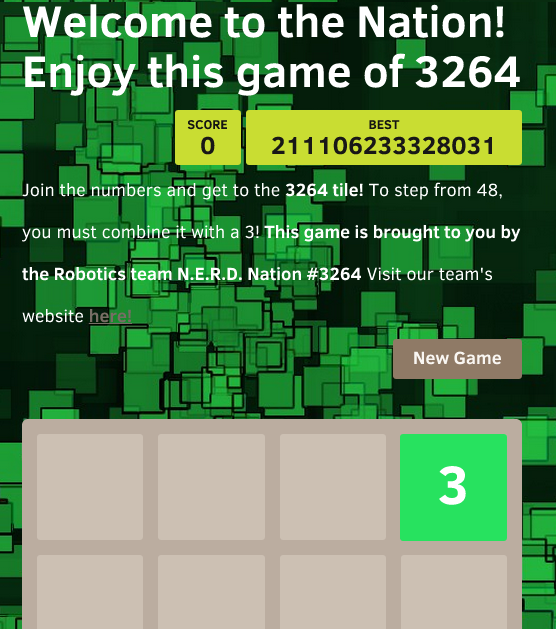 Welcome to the Nation!
Enjoy this game of 3264
SCORE
0
BEST
211106233328031
Join the numbers and get to the 3264 tile! To step from 48,
you must combine it with a 3! This game is brought to you by
the Robotics team N.E.R.D. Nation #3264 Visit our team's
website here!
New Game
3